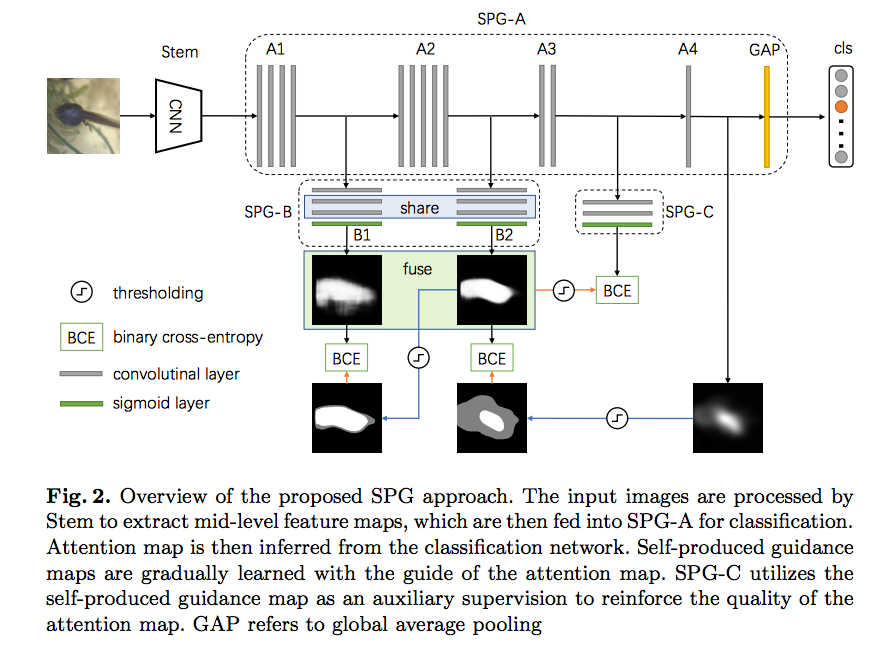 SPG-A
Stem
A1
A2
A3
A4
GAP
cls
CNN
SPG-B
share
SPG-C
B1
B2
fuse
thresholding
BCE
BCE
binary cross-entropy
BCE
BCE
convolutinal layer
sigmoid layer
Fig. 2. Overview of the proposed SPG approach. The input images are processed by
Stem to extract mid-level feature maps, which are then fed into SPG-A for classification.
Attention map is then inferred from the classification network. Self-produced guidance
maps are gradually learned with the guide of the attention map. SPG-C utilizes the
self-produced guidance map as an auxiliary supervision to reinforce the quality of the
attention map. GAP refers to global average pooling